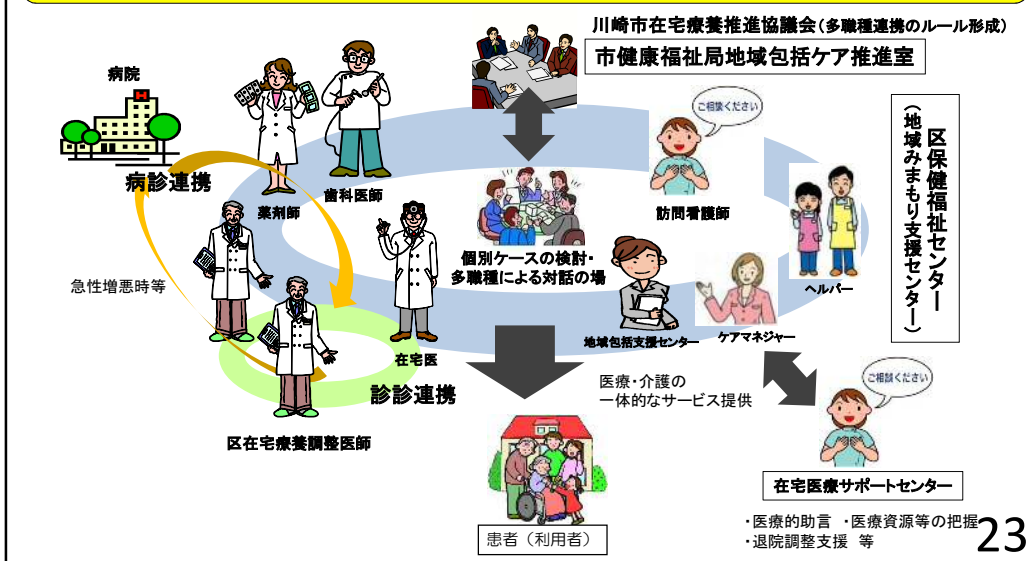 川崎市在宅療養推進協議会(多職種連携のルール形成)
市健康福祉局地域包括ケア推進室
病院
H
ご相談ください
病診連携
薬剤師
歯科医師
訪問看護師
区保健福祉センター
(地域みまもり支援センター)
個別ケースの検討・
多職種による対話の場
急性増悪時等
ヘルパー
地域包括支援センター
ケアマネジャー
在宅医
診診連携
医療・介護の
一体的なサービス提供
ご相談ください
区在宅療養調整医師
在宅医療サポートセンター
患者(利用者)
・医療的助言 ・医療資源等の把握
・退院調整支援 等
23